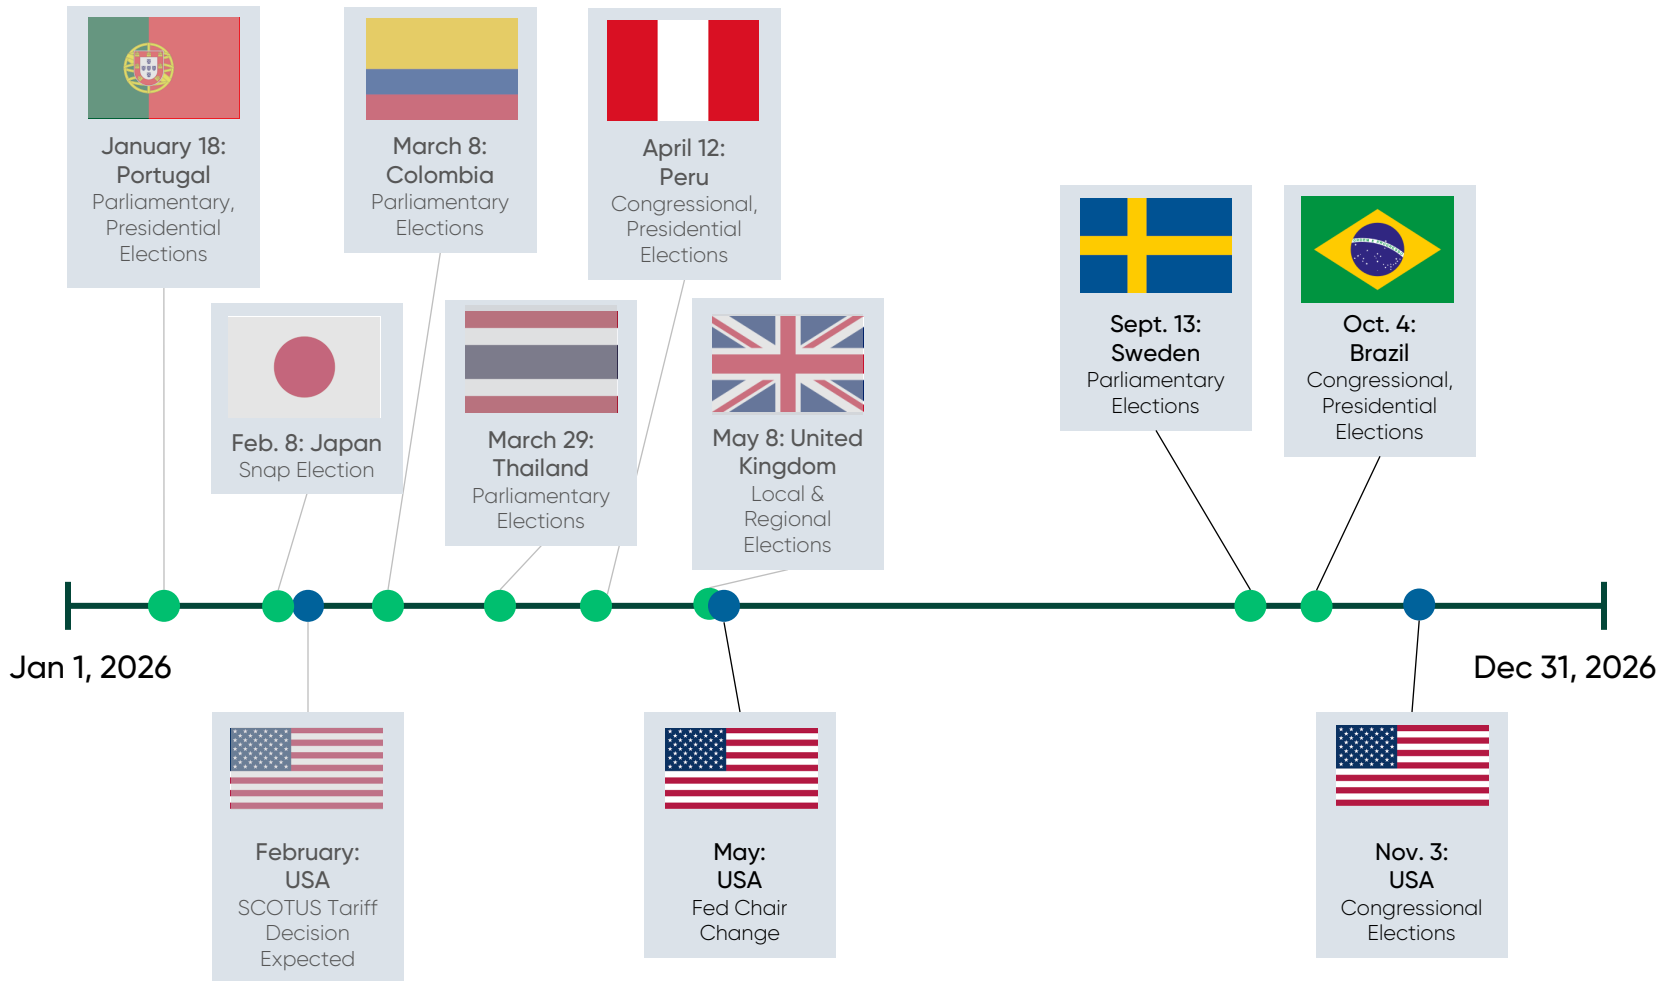 January 18:
Portugal
Parliamentary,
Presidential
Elections
March 8:
Colombia
Parliamentary
Elections
April 12:
Peru
Congressional,
Presidential
Elections
Sept. 13:
Sweden
Parliamentary
Elections
Oct. 4:
Brazil
Congressional,
Presidential
Elections
Feb. 8: Japan
Snap Election
March 29:
Thailand
Parliamentary
Elections
May 8: United
Kingdom
Local &
Regional
Elections
Jan 1, 2026
Dec 31, 2026
February:
USA
SCOTUS Tariff
Decision
Expected
May:
USA
Fed Chair
Change
Nov. 3:
USA
Congressional
Elections